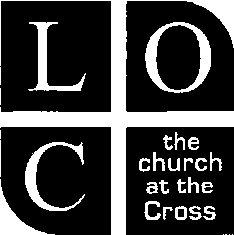 L O
C
the
church
at the
Cross